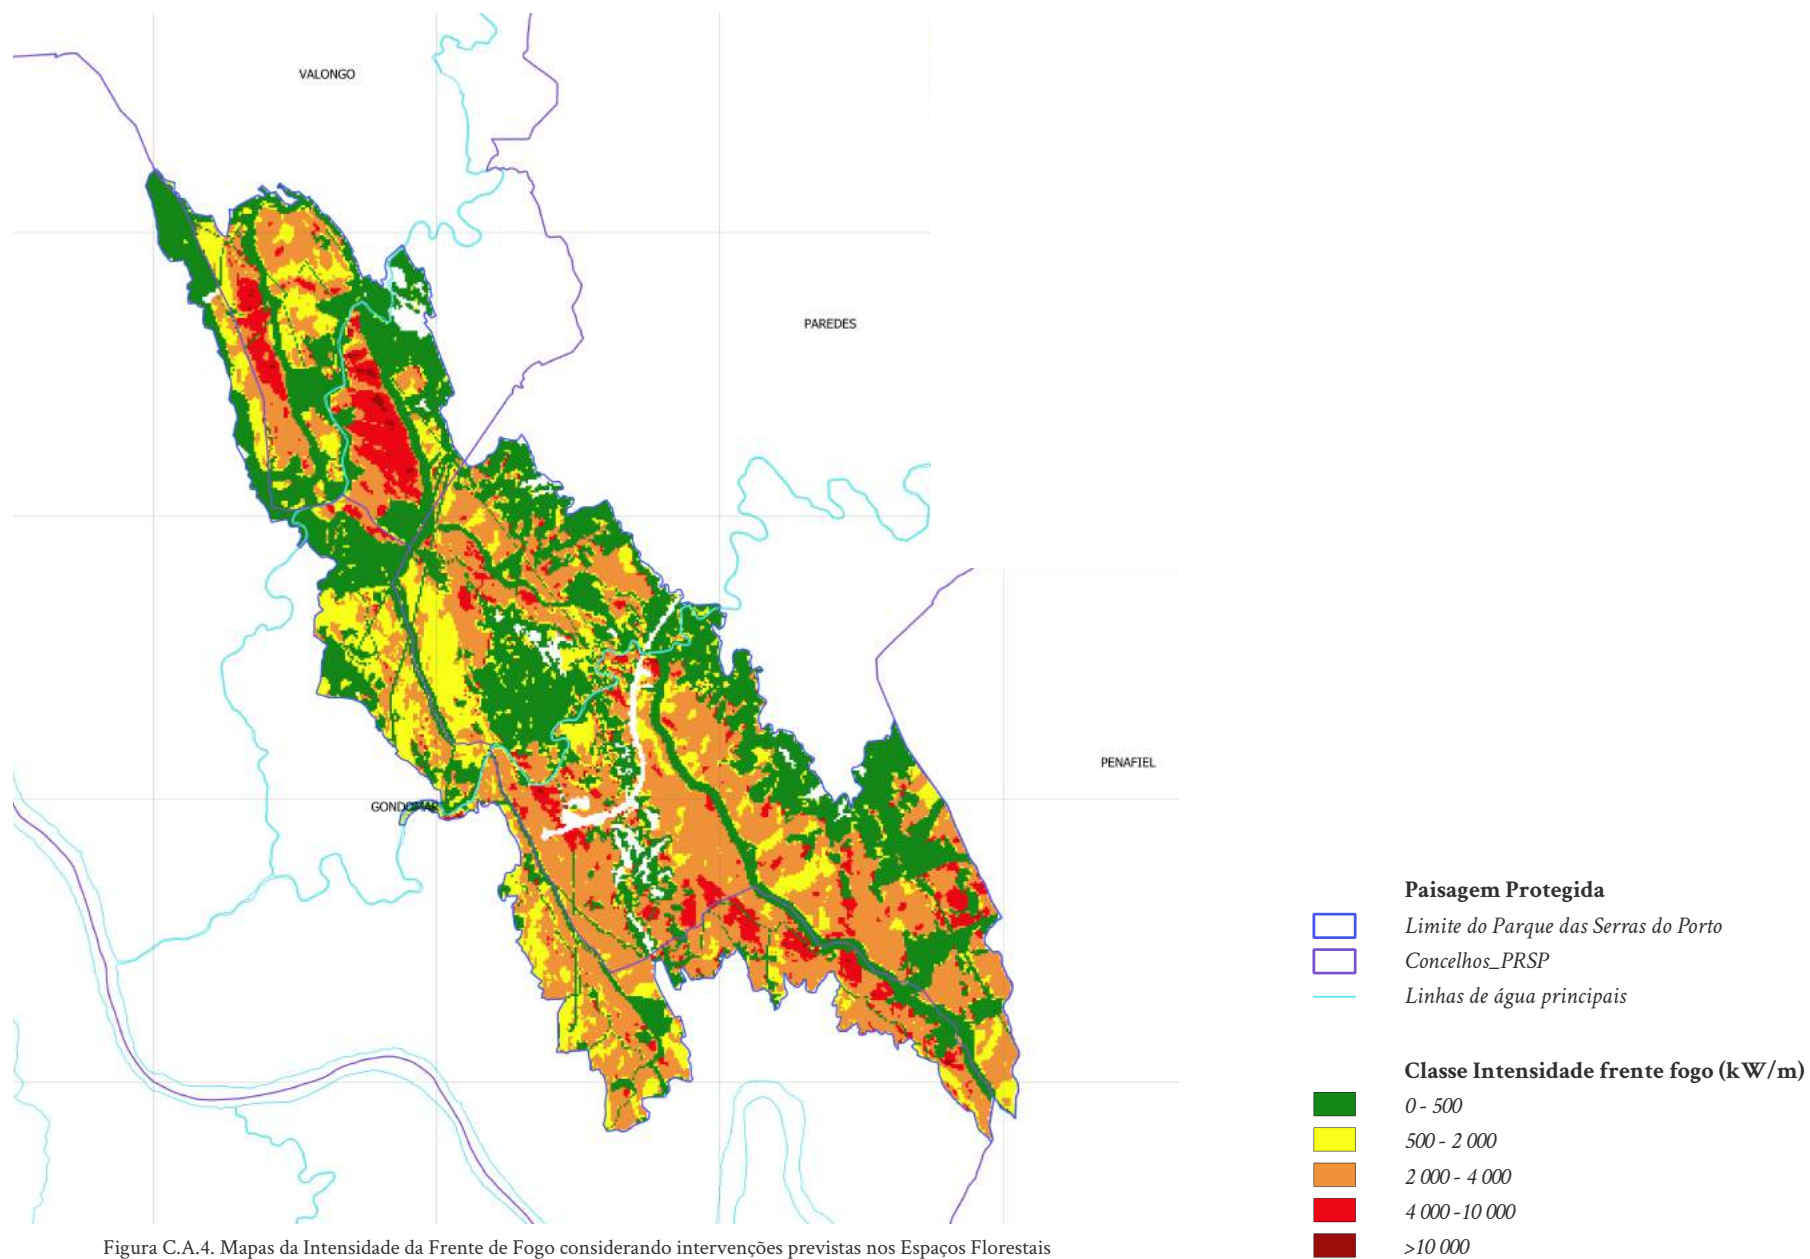 VALONGO
PAREDES
PENAFIEL
GONDOMAR
Paisagem Protegida
Limite do Parque das Serras do Porto
Concelhos_PRSP
Linhas de água principais
Classe Intensidade frente fogo (kW/m)
0 - 500
500 - 2 000
2 000 - 4 000
4 000 -10 000
>10 000
Figura C.A.4. Mapas da Intensidade da Frente de Fogo considerando intervenções previstas nos Espaços Florestais